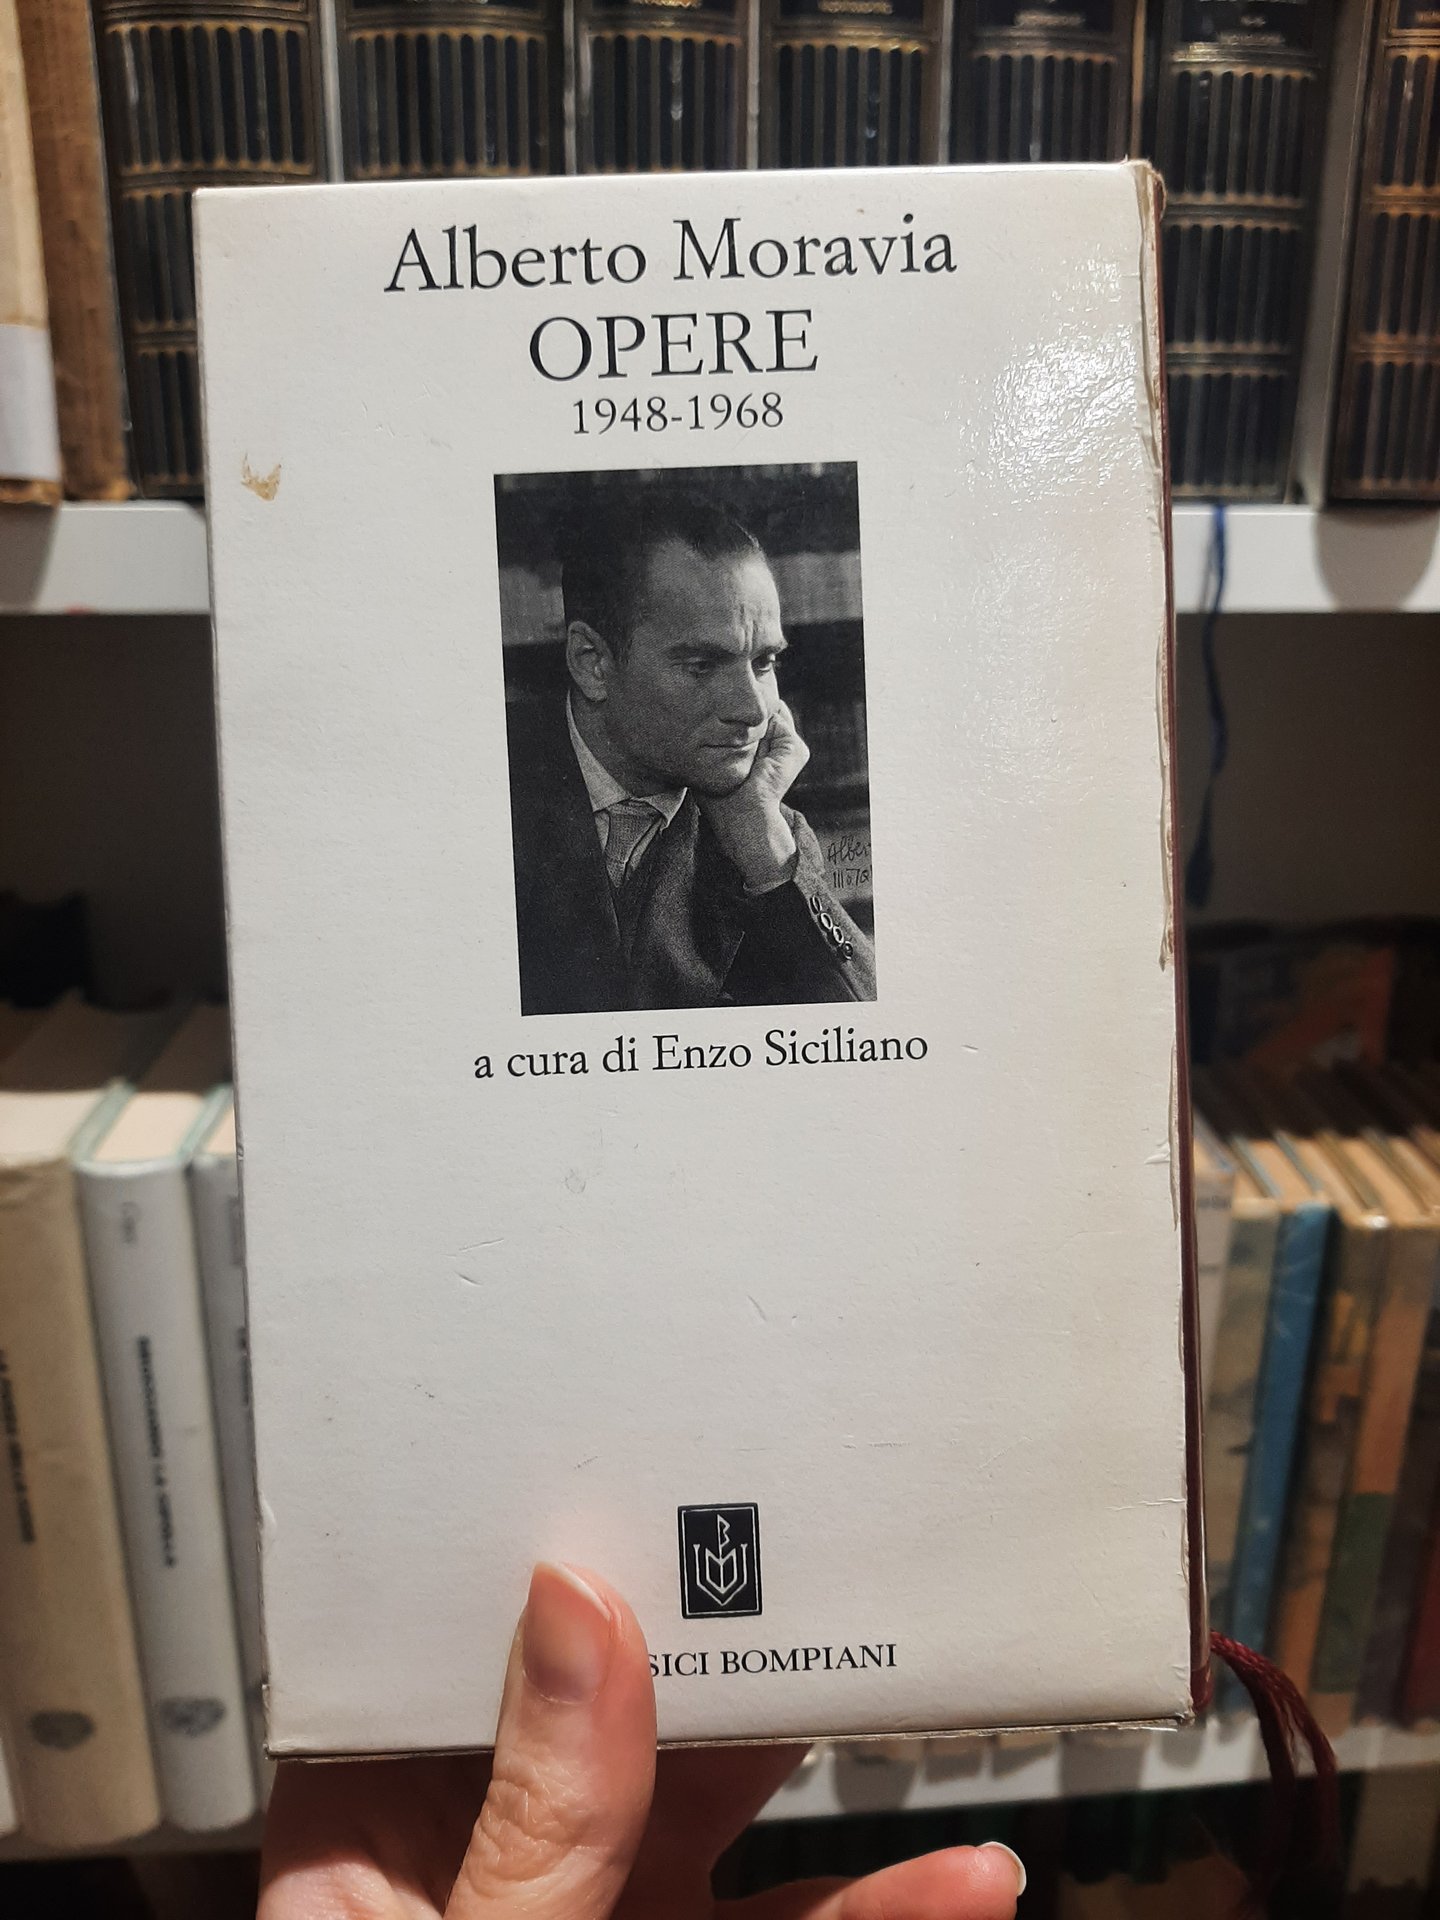 Alberto Moravia
OPERE
1948-1968
a cura di Enzo Siciliano
SICI BOMPIANI